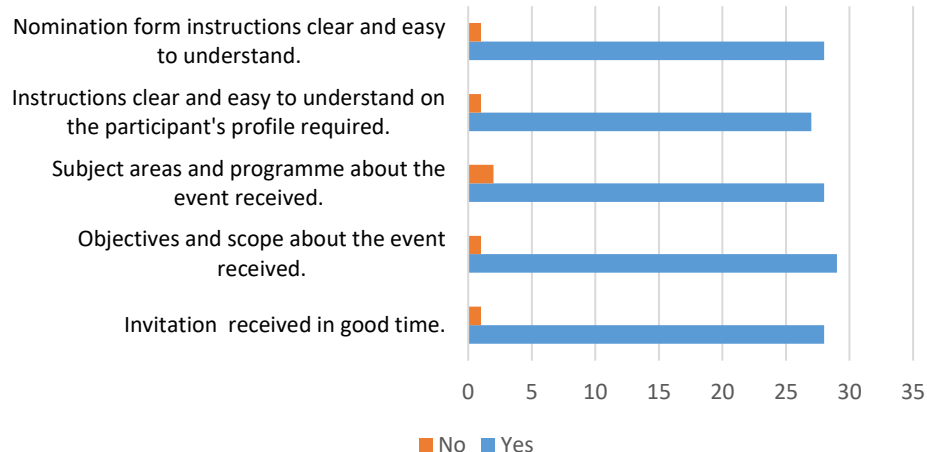 Nomination form instructions clear and easy
to understand.
Instructions clear and easy to understand on
the participant's profile required.
Subject areas and programme about the
event received.
Objectives and scope about the event
received.
Invitation  received in good time.
0 5 10 15 20 25 30 35
No Yes